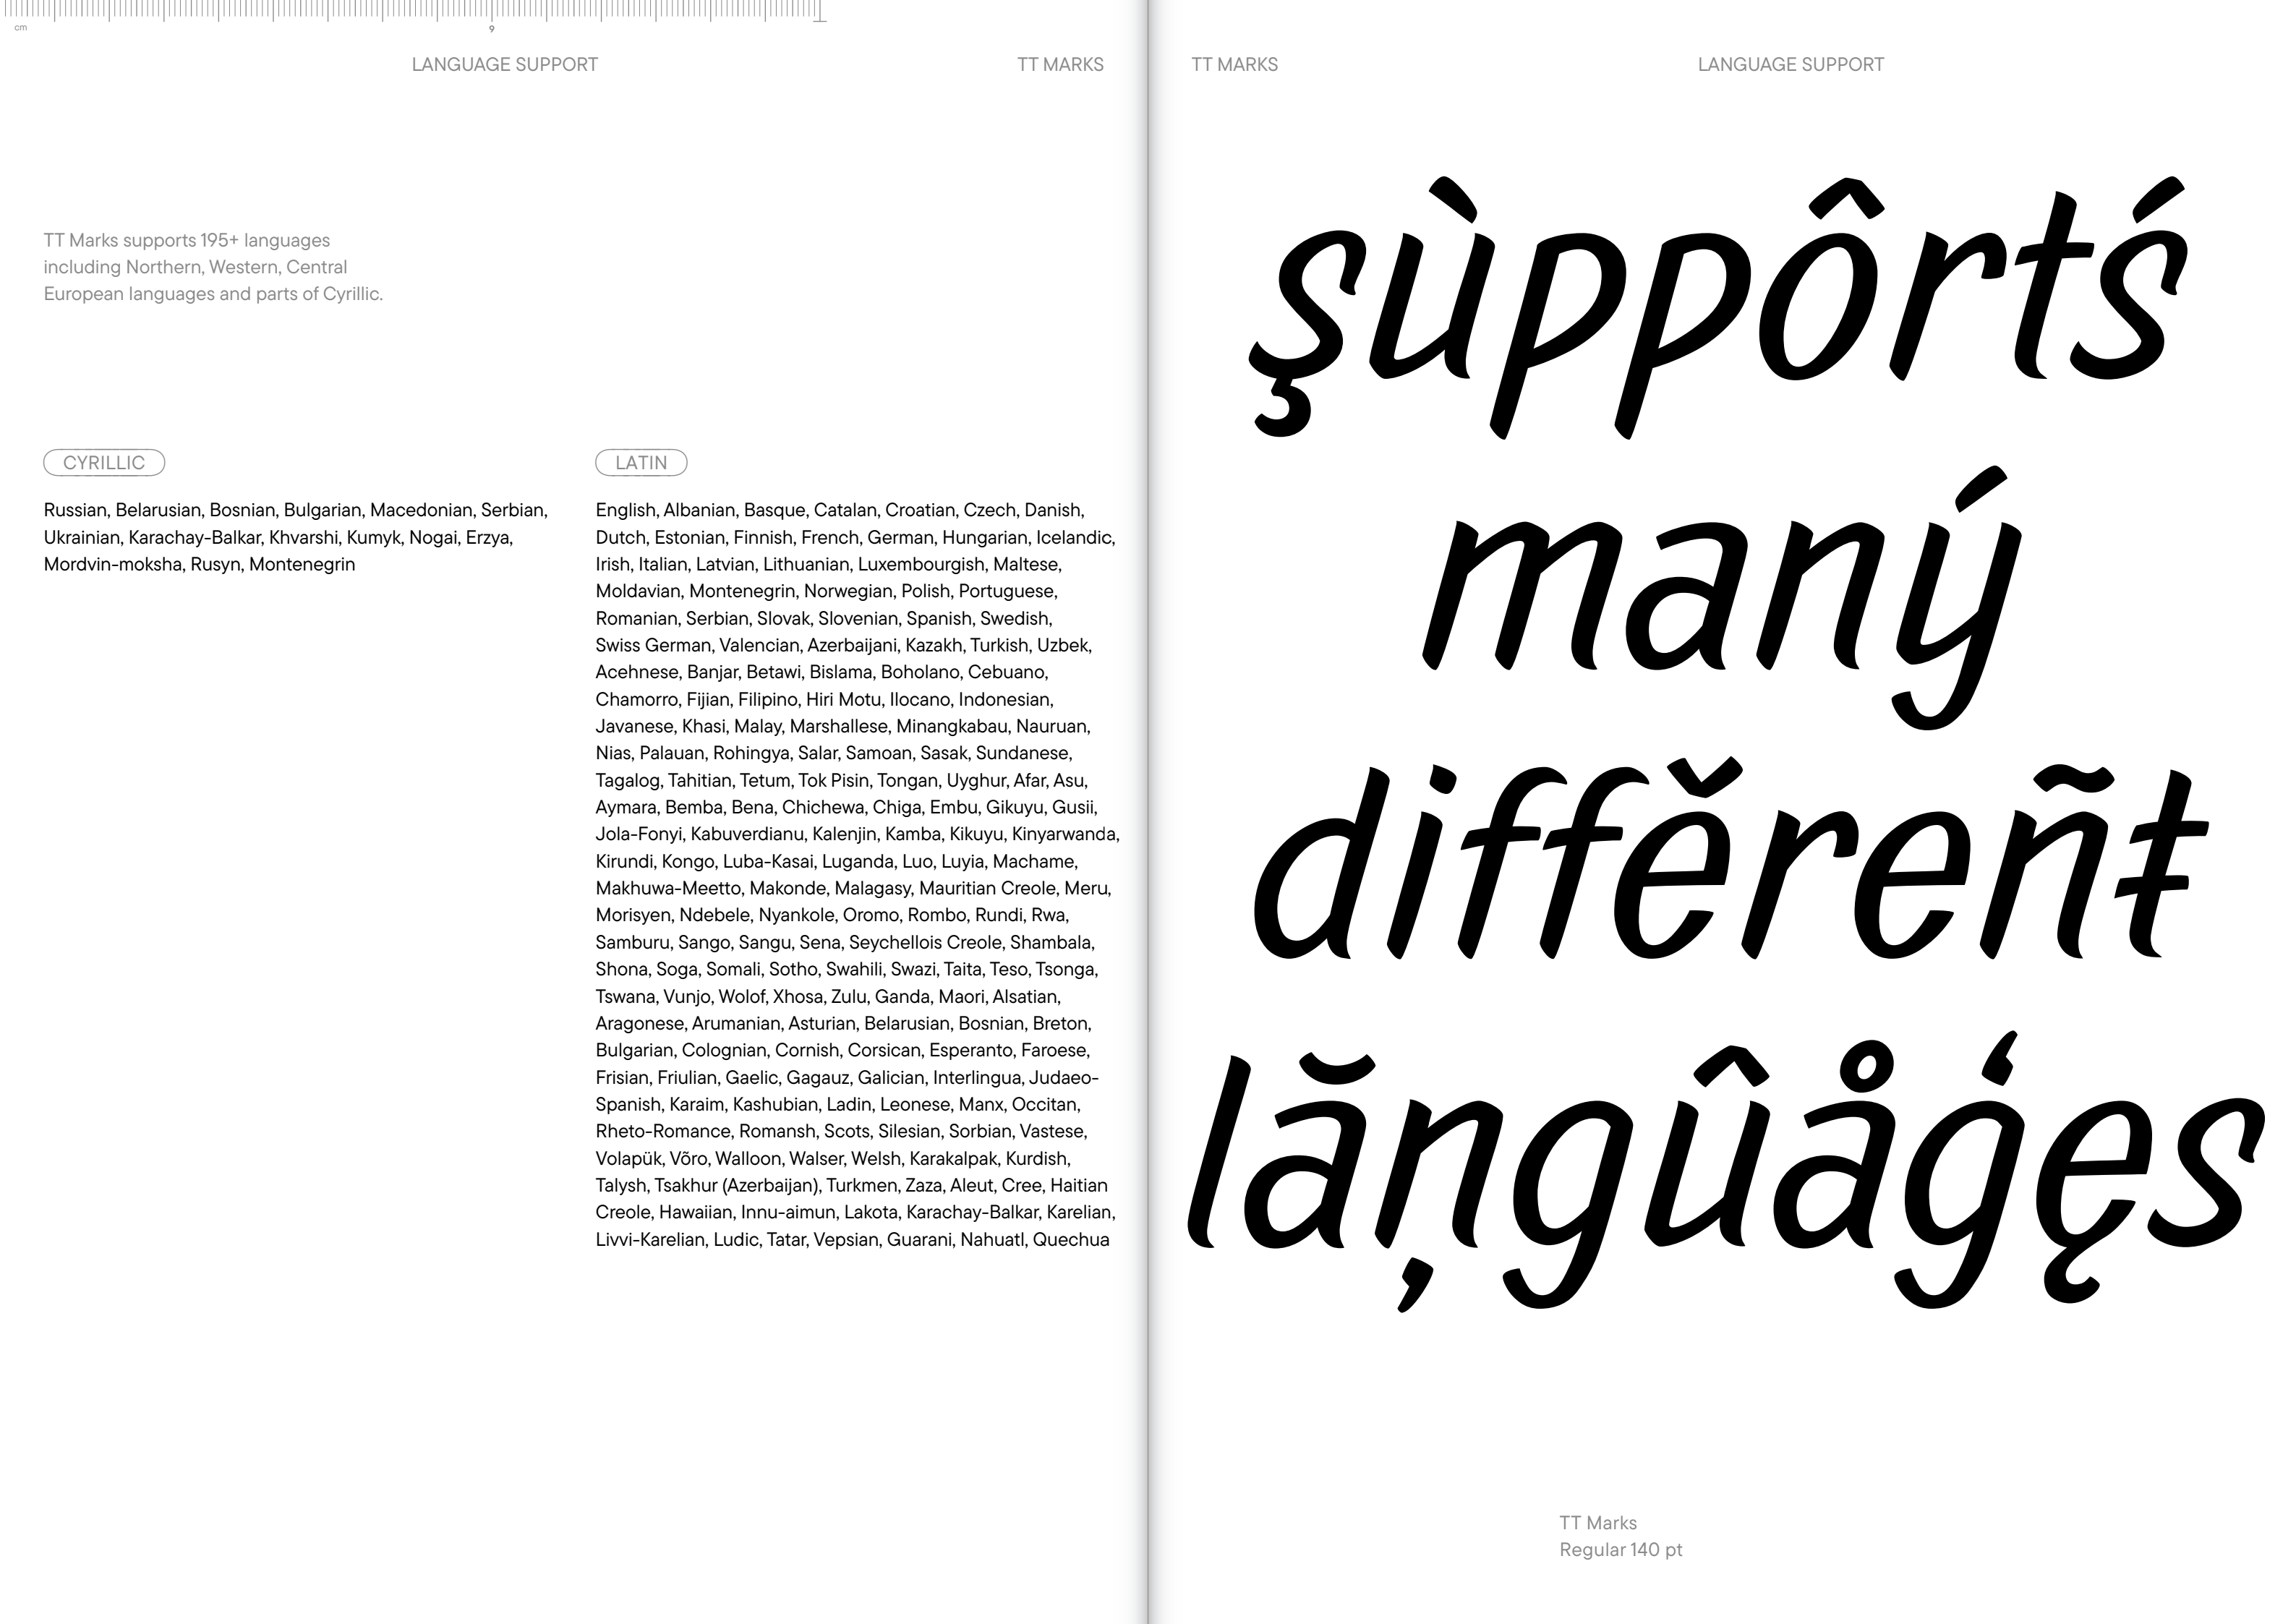 cm
9
LANGUAGE SUPPORT
TT MARKS
TT Marks supports 195+ languages
including Northern, Western, Central
European languages and parts of Cyrillic.
CYRILLIC
Russian, Belarusian, Bosnian, Bulgarian, Macedonian, Serbian,
Ukrainian, Karachay-Balkar, Khvarshi, Kumyk, Nogai, Erzya,
Mordvin-moksha, Rusyn, Montenegrin
LATIN
English, Albanian, Basque, Catalan, Croatian, Czech, Danish,
Dutch, Estonian, Finnish, French, German, Hungarian, Icelandic,
Irish, Italian, Latvian, Lithuanian, Luxembourgish, Maltese,
Moldavian, Montenegrin, Norwegian, Polish, Portuguese,
Romanian, Serbian, Slovak, Slovenian, Spanish, Swedish,
Swiss German, Valencian, Azerbaijani, Kazakh, Turkish, Uzbek,
Acehnese, Banjar, Betawi, Bislama, Boholano, Cebuano,
Chamorro, Fijian, Filipino, Hiri Motu, Ilocano, Indonesian,
Javanese, Khasi, Malay, Marshallese, Minangkabau, Nauruan,
Nias, Palauan, Rohingya, Salar, Samoan, Sasak, Sundanese,
Tagalog, Tahitian, Tetum, Tok Pisin, Tongan, Uyghur, Afar, Asu,
Aymara, Bemba, Bena, Chichewa, Chiga, Embu, Gikuyu, Gusii,
Jola-Fonyi, Kabuverdianu, Kalenjin, Kamba, Kikuyu, Kinyarwanda,
Kirundi, Kongo, Luba-Kasai, Luganda, Luo, Luyia, Machame,
Makhuwa-Meetto, Makonde, Malagasy, Mauritian Creole, Meru,
Morisyen, Ndebele, Nyankole, Oromo, Rombo, Rundi, Rwa,
Samburu, Sango, Sangu, Sena, Seychellois Creole, Shambala,
Shona, Soga, Somali, Sotho, Swahili, Swazi, Taita, Teso, Tsonga,
Tswana, Vunjo, Wolof, Xhosa, Zulu, Ganda, Maori, Alsatian,
Aragonese, Arumanian, Asturian, Belarusian, Bosnian, Breton,
Bulgarian, Colognian, Cornish, Corsican, Esperanto, Faroese,
Frisian, Friulian, Gaelic, Gagauz, Galician, Interlingua, Judaeo-
Spanish, Karaim, Kashubian, Ladin, Leonese, Manx, Occitan,
Rheto-Romance, Romansh, Scots, Silesian, Sorbian, Vastese,
Volapük, Võro, Walloon, Walser, Welsh, Karakalpak, Kurdish,
Talysh, Tsakhur (Azerbaijan), Turkmen, Zaza, Aleut, Cree, Haitian
Creole, Hawaiian, Innu-aimun, Lakota, Karachay-Balkar, Karelian,
Livvi-Karelian, Ludic, Tatar, Vepsian, Guarani, Nahuatl, Quechua
TT MARKS
LANGUAGE SUPPORT
şùppôrtś
maný
diffěreñŧ
lăņgûåģęs
TT Marks
Regular 140 pt